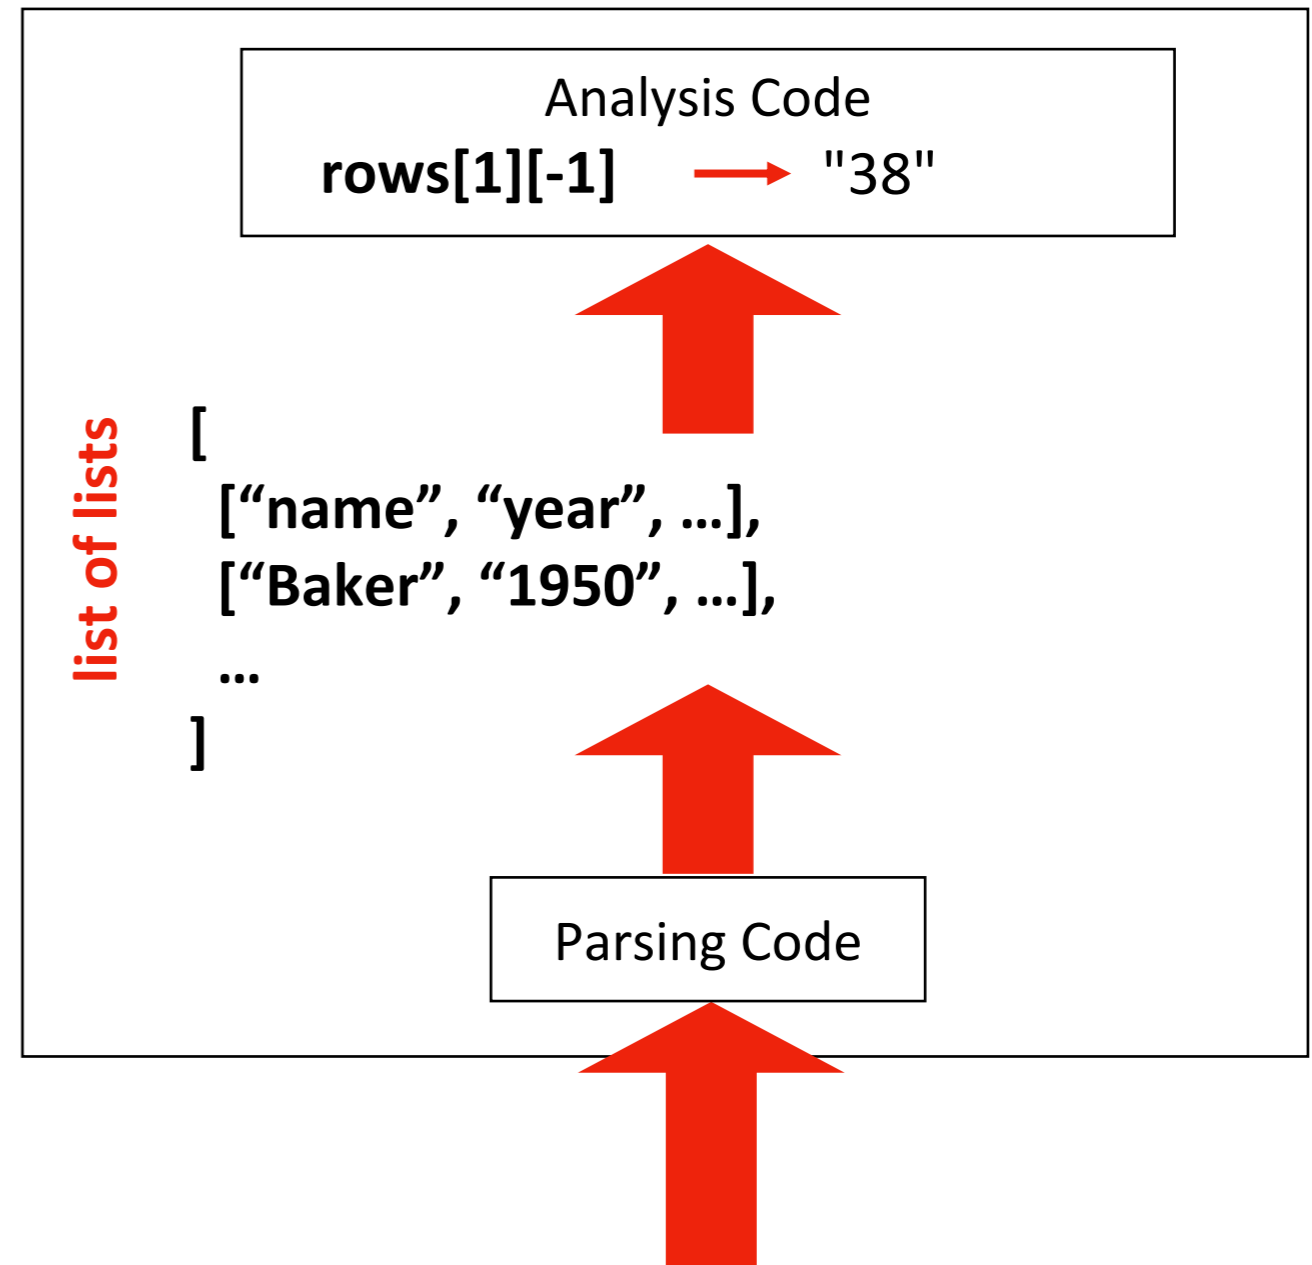 Analysis Code
rows[1][-1] "38"
list of lists
[
[“name”, “year”, …],
[“Baker”, “1950”, …],
…
]
Parsing Code